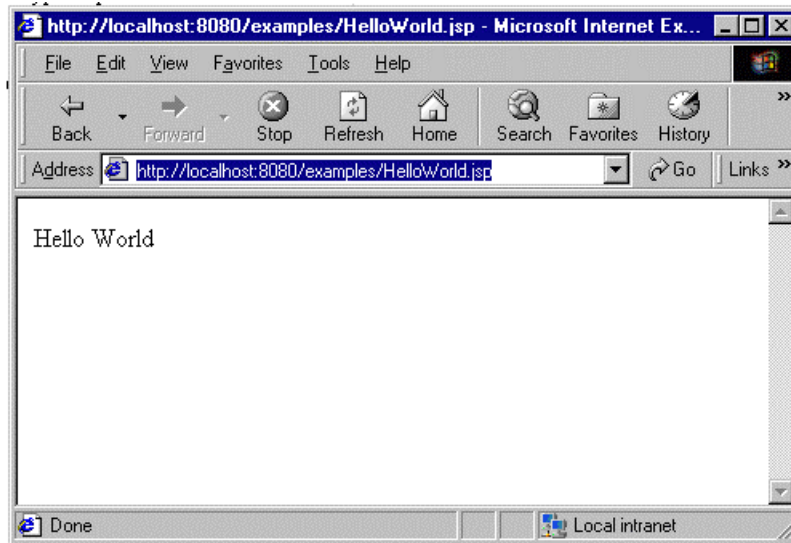 http://localhost:8080/examples/HelloWorld.jsp - Microsoft Internet Ex...
File Edit View Favorites Tools Help
Back Forward Stop Refresh Home Search Favorites History »
Address http://localhost:8080/examples/HelloWorld.jsp Go Links »
Hello World
Done Local intranet